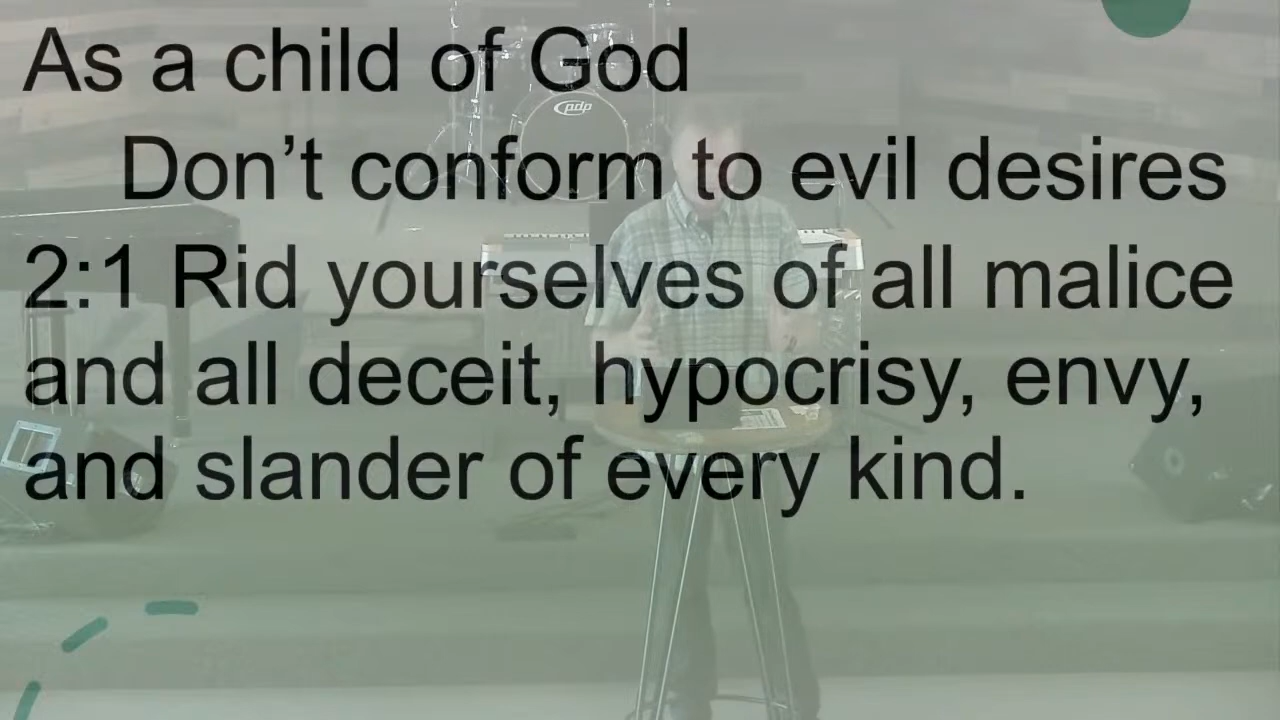 As a child of God
pdp
Don’t conform to evil desires
2:1 Rid yourselves of all malice
and all deceit, hypocrisy, envy,
and slander of every kind.